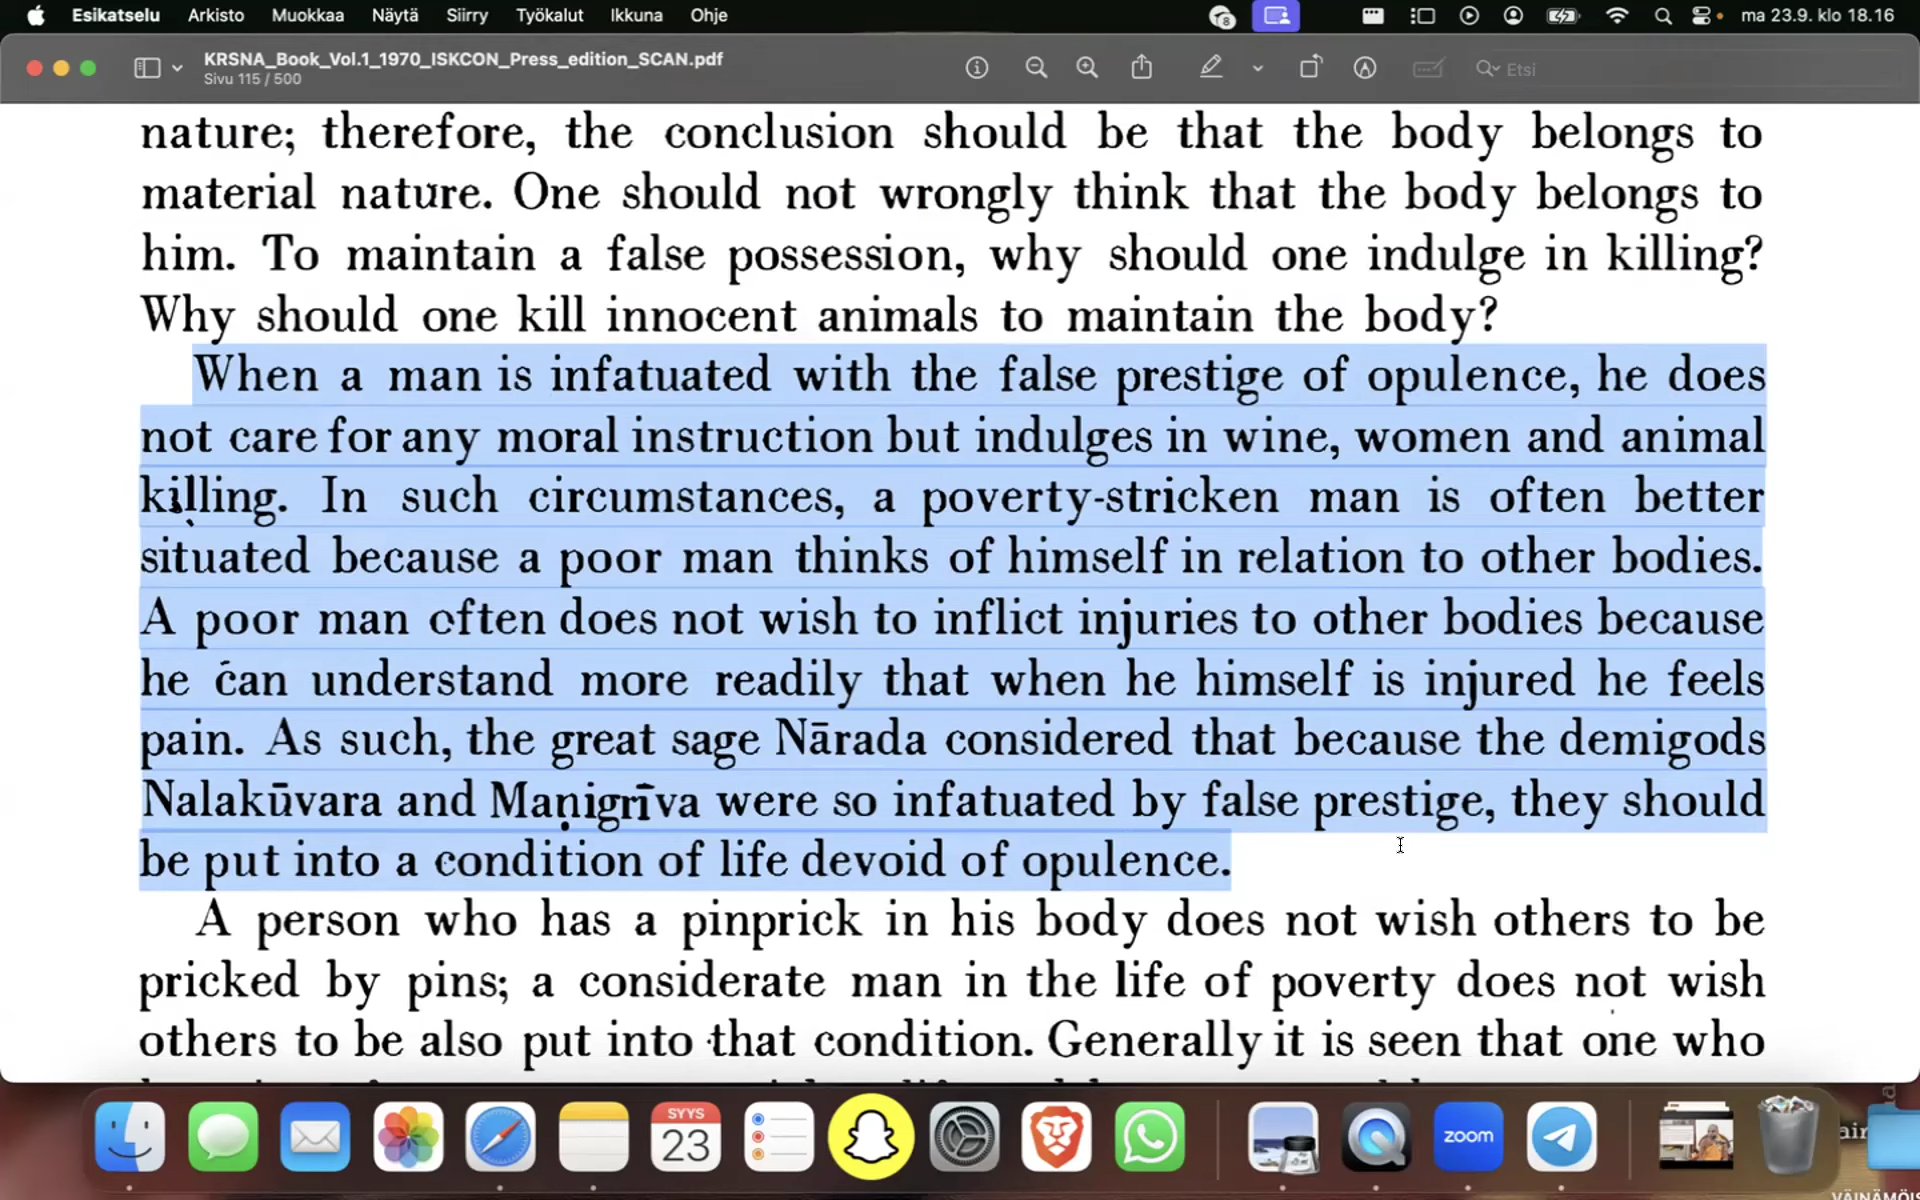 Esikatselu Arkisto Muokkaa Näytä Siirry Työkalut Ikkuna Ohje 8 ma 23.9. klo 18.16
KRSNA_Book_Vol.1_1970_ISKCON_Press_edition_SCAN.pdf
Sivu 115 / 500
Etsi
nature; therefore, the conclusion should be that the body belongs to
material nature. One should not wrongly think that the body belongs to
him. To maintain a false possession, why should one indulge in killing?
Why should one kill innocent animals to maintain the body?
When a man is infatuated with the false prestige of opulence, he does
not care for any moral instruction but indulges in wine, women and animal
killing. In such circumstances, a poverty-stricken man is often better
situated because a poor man thinks of himself in relation to other bodies.
A poor man often does not wish to inflict injuries to other bodies because
he can understand more readily that when he himself is injured he feels
pain. As such, the great sage Nārada considered that because the demigods
Nalakūvara and Maṇigrīva were so infatuated by false prestige, they should
be put into a condition of life devoid of opulence.
A person who has a pinprick in his body does not wish others to be
pricked by pins; a considerate man in the life of poverty does not wish
others to be also put into that condition. Generally it is seen that one who
SYYS
23
zoom